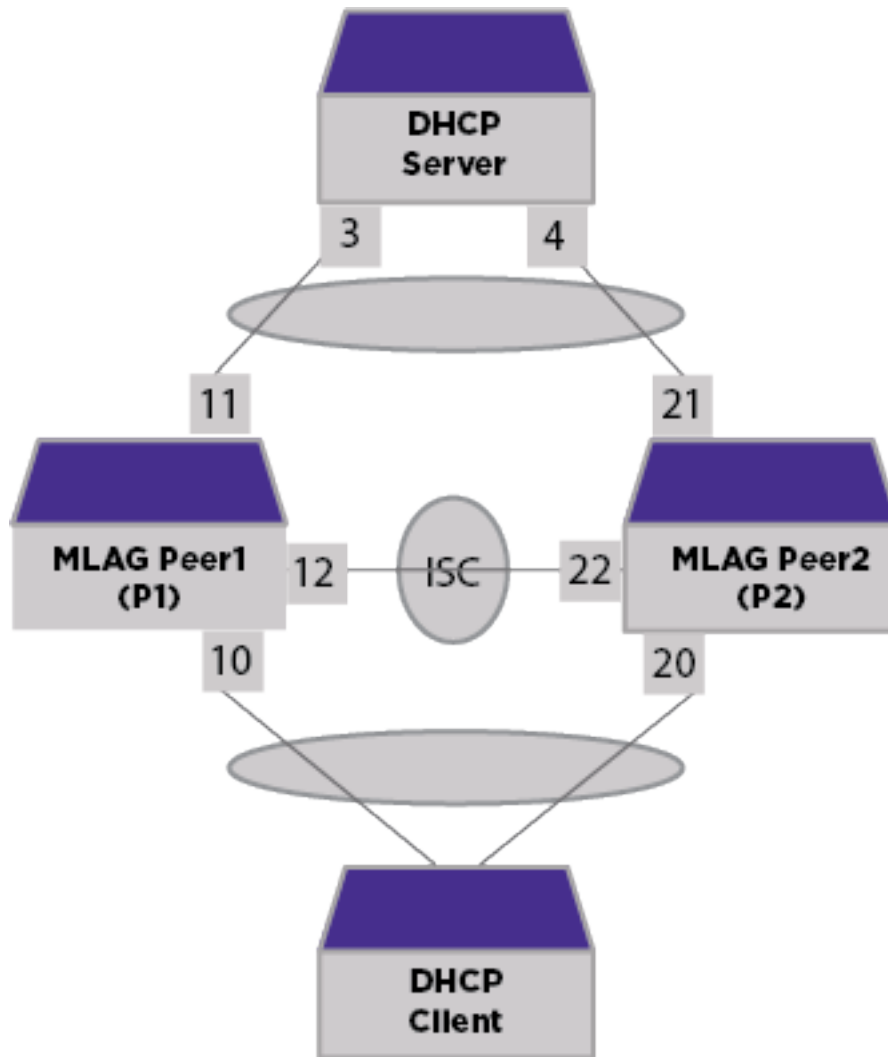 DHCP
Server
3
4
11
21
MLAG Peer1
(P1)
12
ISC
22
MLAG Peer2
(P2)
10
20
DHCP
Client